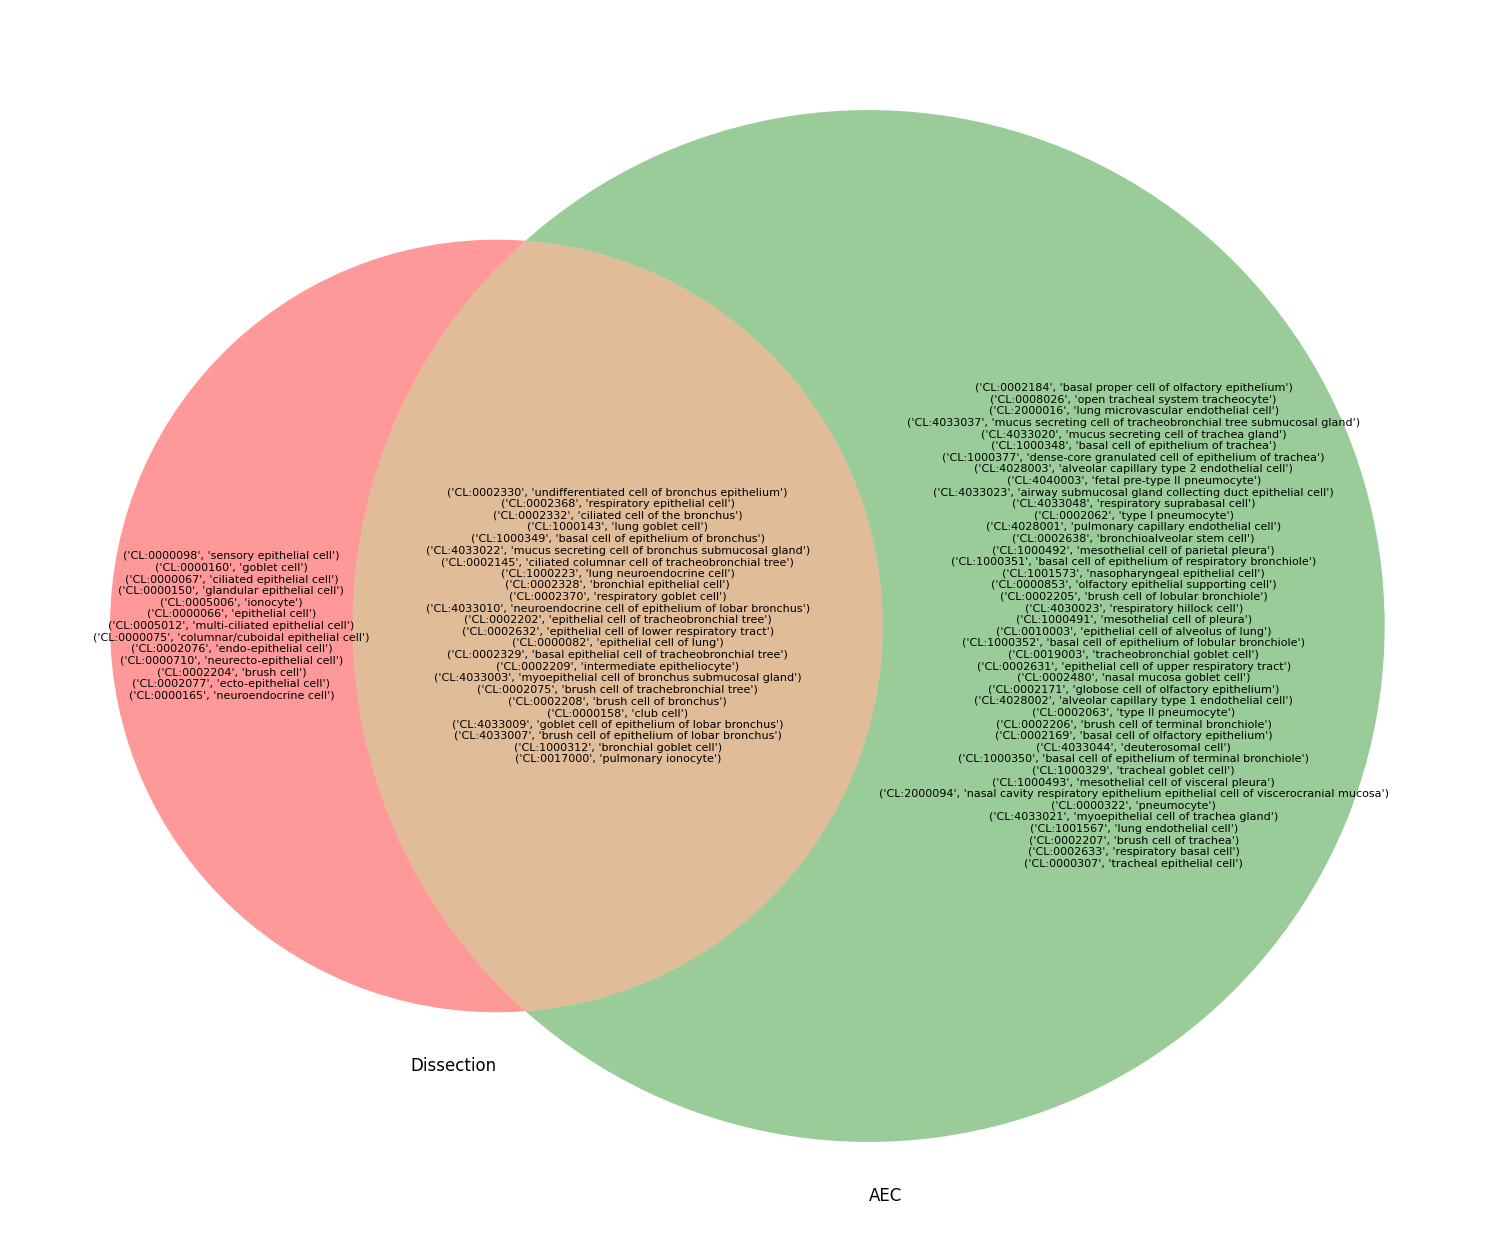 ('CL:0000098', 'sensory epithelial cell')
('CL:0000160', 'goblet cell')
('CL:0000067', 'ciliated epithelial cell')
('CL:0000150', 'glandular epithelial cell')
('CL:0005006', 'ionocyte')
('CL:0000066', 'epithelial cell')
('CL:0005012', 'multi-ciliated epithelial cell')
('CL:0000075', 'columnar/cuboidal epithelial cell')
('CL:0002076', 'endo-epithelial cell')
('CL:0000710', 'neurecto-epithelial cell')
('CL:0002204', 'brush cell')
('CL:0002077', 'ecto-epithelial cell')
('CL:0000165', 'neuroendocrine cell')
('CL:0002330', 'undifferentiated cell of bronchus epithelium')
('CL:0002368', 'respiratory epithelial cell')
('CL:0002332', 'ciliated cell of the bronchus')
('CL:1000143', 'lung goblet cell')
('CL:1000349', 'basal cell of epithelium of bronchus')
('CL:4033022', 'mucus secreting cell of bronchus submucosal gland')
('CL:0002145', 'ciliated columnar cell of tracheobronchial tree')
('CL:1000223', 'lung neuroendocrine cell')
('CL:0002328', 'bronchial epithelial cell')
('CL:0002370', 'respiratory goblet cell')
('CL:4033010', 'neuroendocrine cell of epithelium of lobar bronchus')
('CL:0002202', 'epithelial cell of tracheobronchial tree')
('CL:0002632', 'epithelial cell of lower respiratory tract')
('CL:0000082', 'epithelial cell of lung')
('CL:0002329', 'basal epithelial cell of tracheobronchial tree')
('CL:0002209', 'intermediate epitheliocyte')
('CL:4033003', 'myoepithelial cell of bronchus submucosal gland')
('CL:0002075', 'brush cell of trachebronchial tree')
('CL:0002208', 'brush cell of bronchus')
('CL:0000158', 'club cell')
('CL:4033009', 'goblet cell of epithelium of lobar bronchus')
('CL:4033007', 'brush cell of epithelium of lobar bronchus')
('CL:1000312', 'bronchial goblet cell')
('CL:0017000', 'pulmonary ionocyte')
('CL:0002184', 'basal proper cell of olfactory epithelium')
('CL:0008026', 'open tracheal system tracheocyte')
('CL:2000016', 'lung microvascular endothelial cell')
('CL:4033037', 'mucus secreting cell of tracheobronchial tree submucosal gland')
('CL:4033020', 'mucus secreting cell of trachea gland')
('CL:1000348', 'basal cell of epithelium of trachea')
('CL:1000377', 'dense-core granulated cell of epithelium of trachea')
('CL:4028003', 'alveolar capillary type 2 endothelial cell')
('CL:4040003', 'fetal pre-type II pneumocyte')
('CL:4033023', 'airway submucosal gland collecting duct epithelial cell')
('CL:4033048', 'respiratory suprabasal cell')
('CL:0002062', 'type I pneumocyte')
('CL:4028001', 'pulmonary capillary endothelial cell')
('CL:0002638', 'bronchioalveolar stem cell')
('CL:1000492', 'mesothelial cell of parietal pleura')
('CL:1000351', 'basal cell of epithelium of respiratory bronchiole')
('CL:1001573', 'nasopharyngeal epithelial cell')
('CL:0000853', 'olfactory epithelial supporting cell')
('CL:0002205', 'brush cell of lobular bronchiole')
('CL:4030023', 'respiratory hillock cell')
('CL:1000491', 'mesothelial cell of pleura')
('CL:0010003', 'epithelial cell of alveolus of lung')
('CL:1000352', 'basal cell of epithelium of lobular bronchiole')
('CL:0019003', 'tracheobronchial goblet cell')
('CL:0002631', 'epithelial cell of upper respiratory tract')
('CL:0002480', 'nasal mucosa goblet cell')
('CL:0002171', 'globose cell of olfactory epithelium')
('CL:4028002', 'alveolar capillary type 1 endothelial cell')
('CL:0002063', 'type II pneumocyte')
('CL:0002206', 'brush cell of terminal bronchiole')
('CL:0002169', 'basal cell of olfactory epithelium')
('CL:4033044', 'deuterosomal cell')
('CL:1000350', 'basal cell of epithelium of terminal bronchiole')
('CL:1000329', 'tracheal goblet cell')
('CL:1000493', 'mesothelial cell of visceral pleura')
('CL:2000094', 'nasal cavity respiratory epithelium epithelial cell of viscerocranial mucosa')
('CL:0000322', 'pneumocyte')
('CL:4033021', 'myoepithelial cell of trachea gland')
('CL:1001567', 'lung endothelial cell')
('CL:0002207', 'brush cell of trachea')
('CL:0002633', 'respiratory basal cell')
('CL:0000307', 'tracheal epithelial cell')
Dissection
AEC